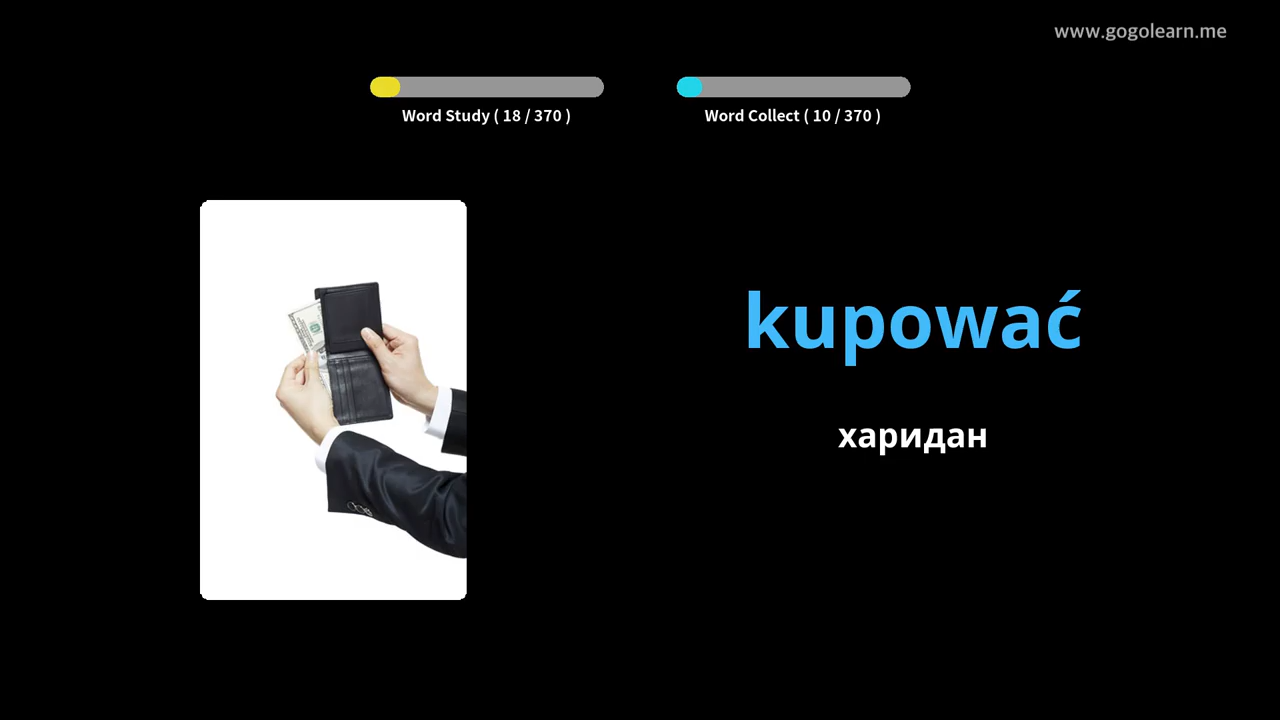 www.gogolearn.me
Word Study ( 18 / 370 )
Word Collect ( 10 / 370 )
kupować
харидан